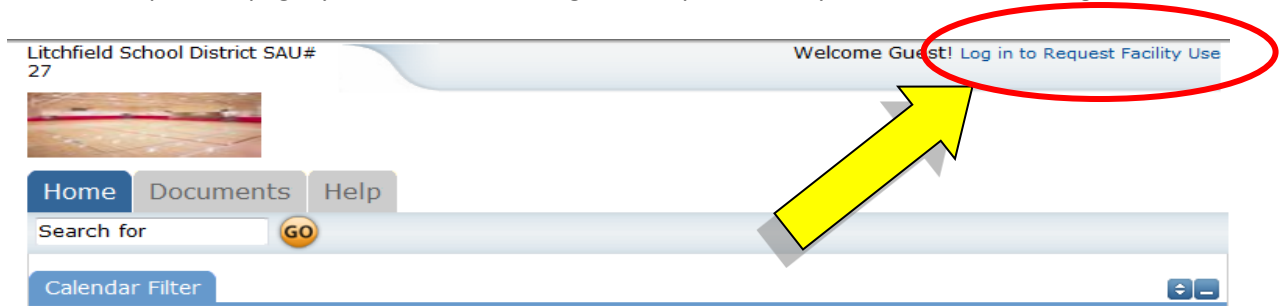 Litchfield School District SAU#
27
Welcome Guest! Log in to Request Facility Use
Home Documents Help
Search for GO
Calendar Filter